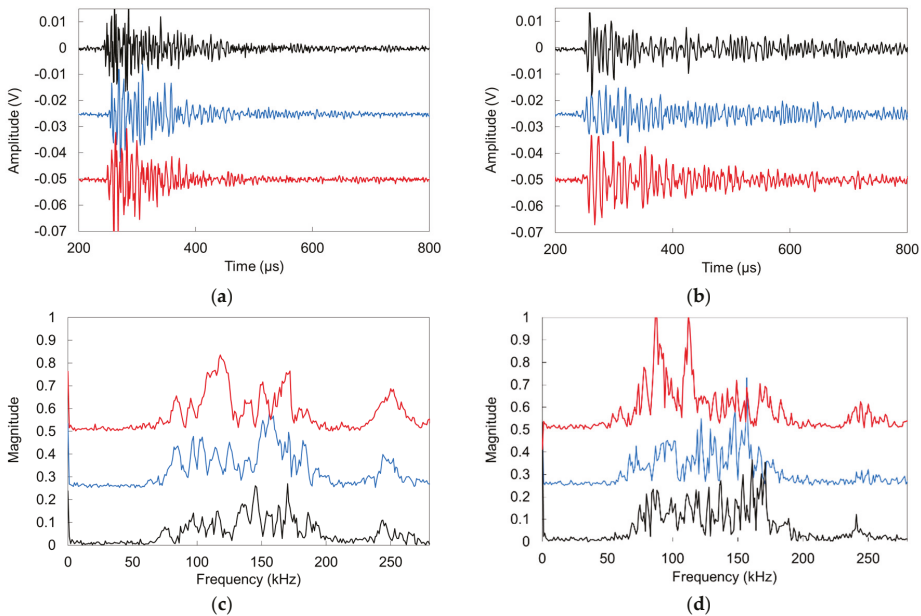 0.01
0
-0.01
-0.02
-0.03
-0.04
-0.05
-0.06
-0.07
Amplitude (V)
200 400 600 800
Time (μs)
(a)
0.01
0
-0.01
-0.02
-0.03
-0.04
-0.05
-0.06
-0.07
Amplitude (V)
200 400 600 800
Time (μs)
(b)
1
0.9
0.8
0.7
0.6
0.5
0.4
0.3
0.2
0.1
0
Magnitude
0 50 100 150 200 250
Frequency (kHz)
(c)
1
0.9
0.8
0.7
0.6
0.5
0.4
0.3
0.2
0.1
0
Magnitude
0 50 100 150 200 250
Frequency (kHz)
(d)